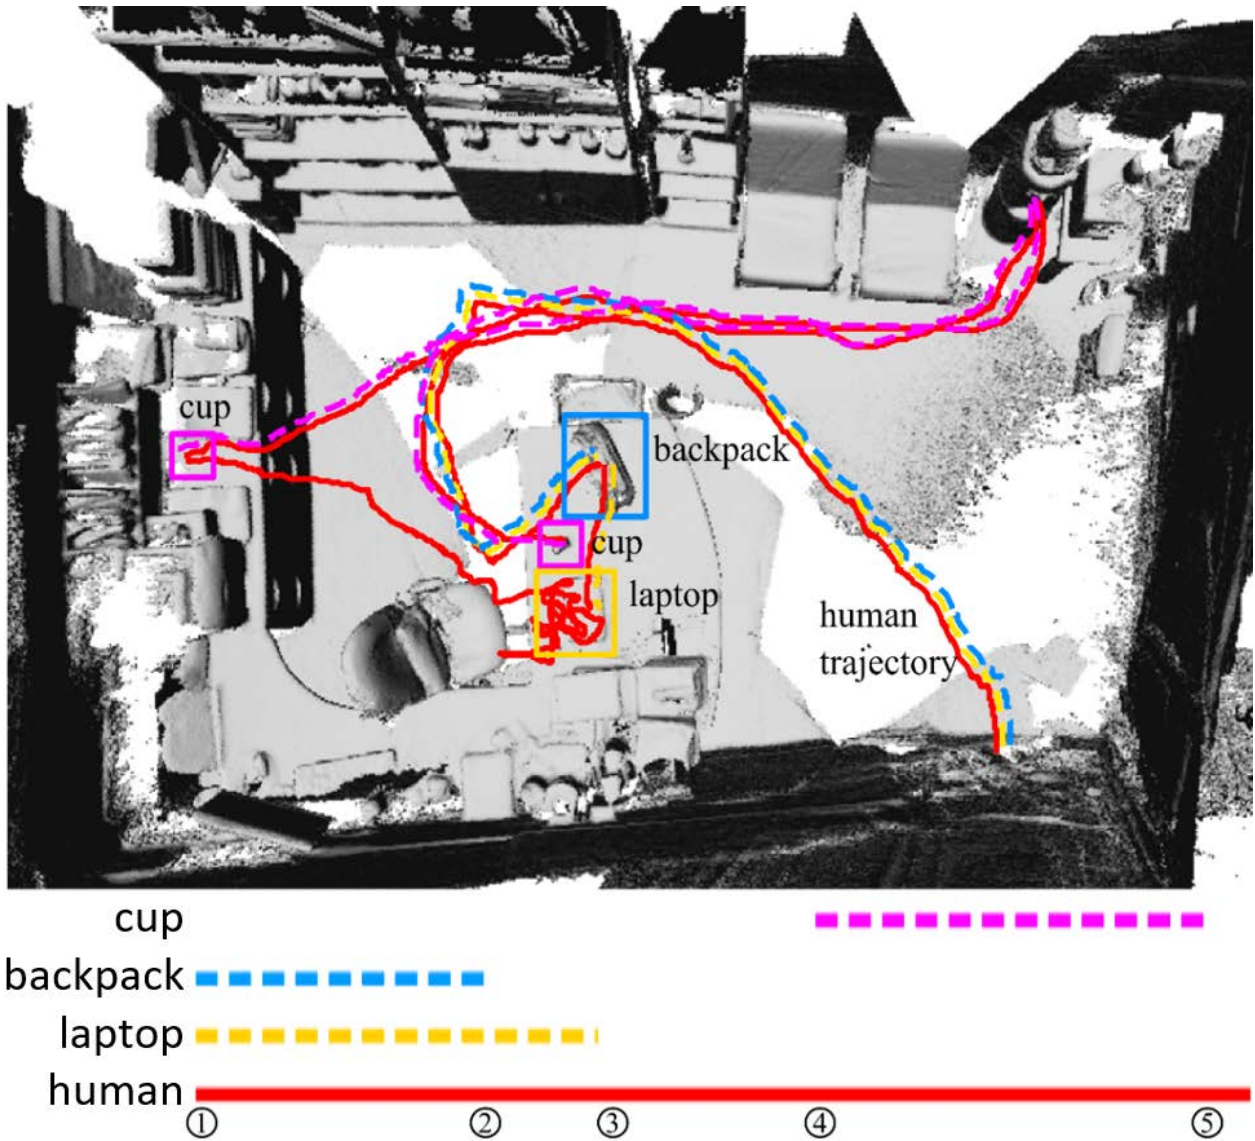 cup
backpack
cup
laptop
human
trajectory
cup
backpack
laptop
human
① ② ③ ④ ⑤